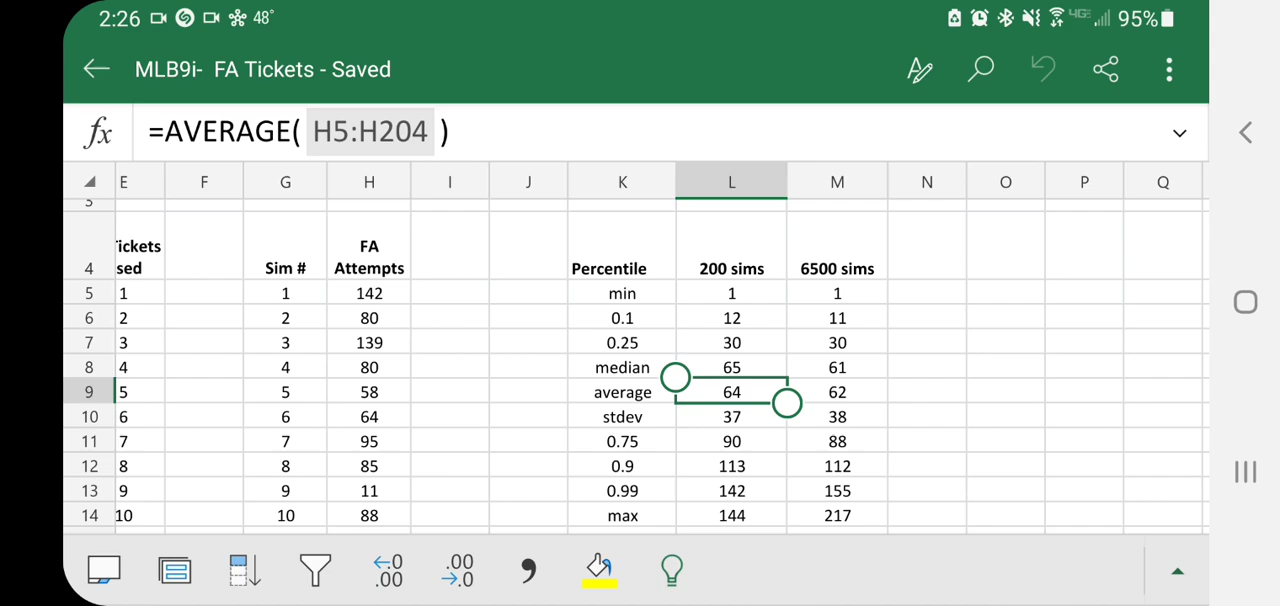 2:26 48° 4GE 95%
MLB9i- FA Tickets - Saved
fx =AVERAGE( H5:H204 )
E F G H I J K L M N O P Q
3
Tickets FA
4 sed Sim # Attempts Percentile 200 sims 6500 sims
5 1 1 142 min 1 1
6 2 2 80 0.1 12 11
7 3 3 139 0.25 30 30
8 4 4 80 median 65 61
9 5 5 58 average 64 62
10 6 6 64 stdev 37 38
11 7 7 95 0.75 90 88
12 8 8 85 0.9 113 112
13 9 9 11 0.99 142 155
14 10 10 88 max 144 217
←.0 .00
.00 →.0